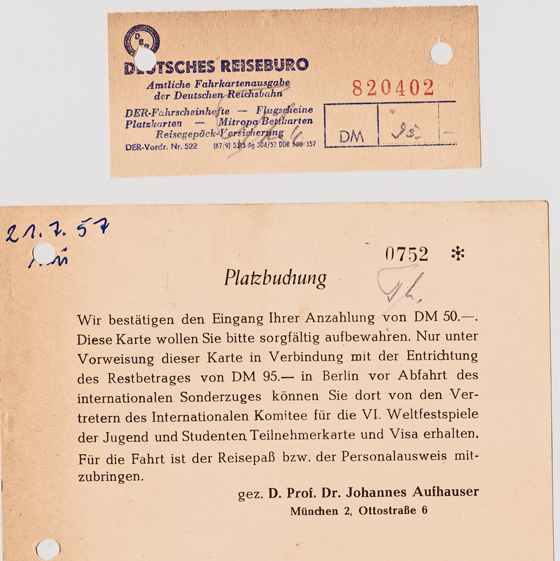 DER
DEUTSCHES REISEBÜRO
Amtliche Fahrkartenausgabe
der Deutschen Reichsbahn
DER-Fahrscheinhefte — Flugscheine
Platzkarten — Mitropa Bettkarten
Reisegepäck-Versicherung
DER-Vordr. Nr. 522
820402
DM 95.—
21.7.57
0752 *
Platzbuchung
Wir bestätigen den Eingang Ihrer Anzahlung von DM 50.—.
Diese Karte wollen Sie bitte sorgfältig aufbewahren. Nur unter
Vorweisung dieser Karte in Verbindung mit der Entrichtung
des Restbetrages von DM 95.— in Berlin vor Abfahrt des
internationalen Sonderzuges können Sie dort von den Ver-
tretern des Internationalen Komitee für die VI. Weltfestspiele
der Jugend und Studenten Teilnehmerkarte und Visa erhalten.
Für die Fahrt ist der Reisepaß bzw. der Personalausweis mit-
zubringen.
gez. D. Prof. Dr. Johannes Aufhauser
München 2, Ottostraße 6